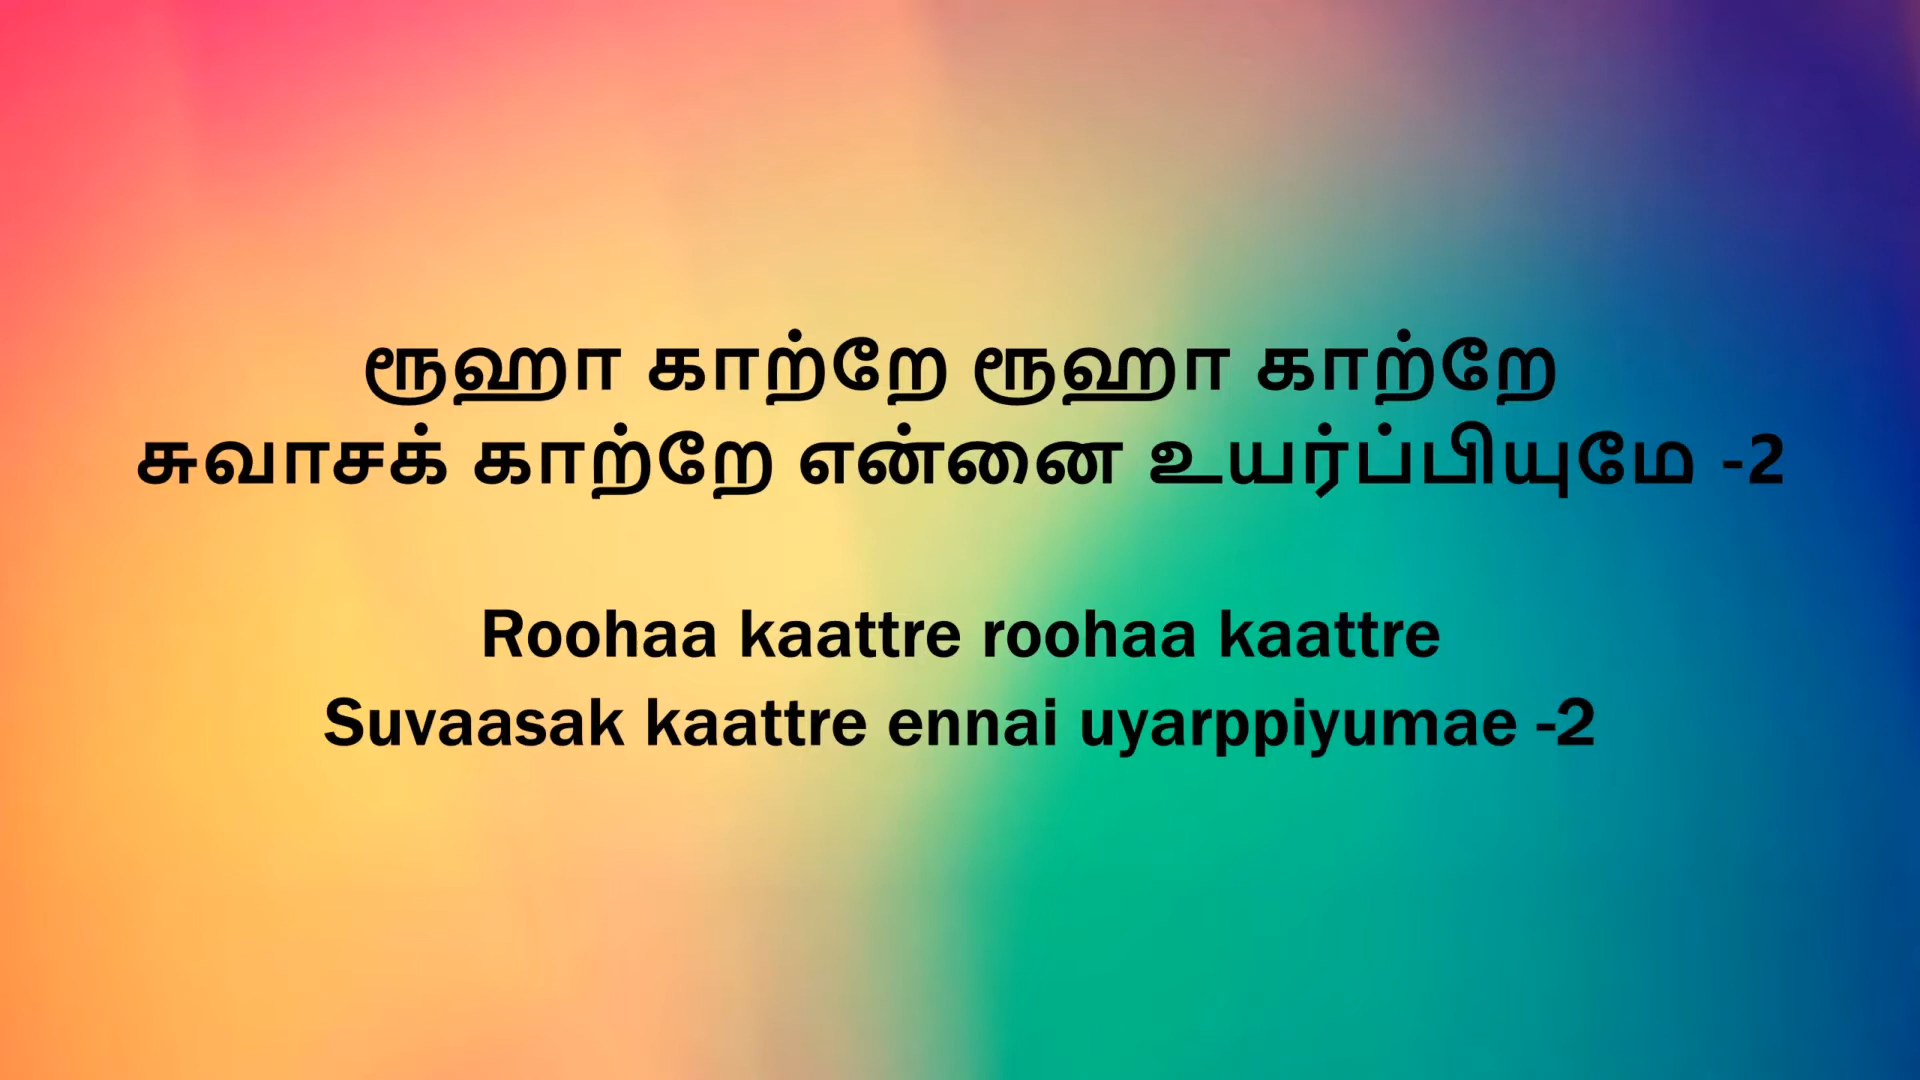 ரூஹா காற்றே ரூஹா காற்றே
சுவாசக் காற்றே என்னை உயர்ப்பியுமே -2
Roohaa kaattre roohaa kaattre
Suvaasak kaattre ennai uyarppiyumae -2